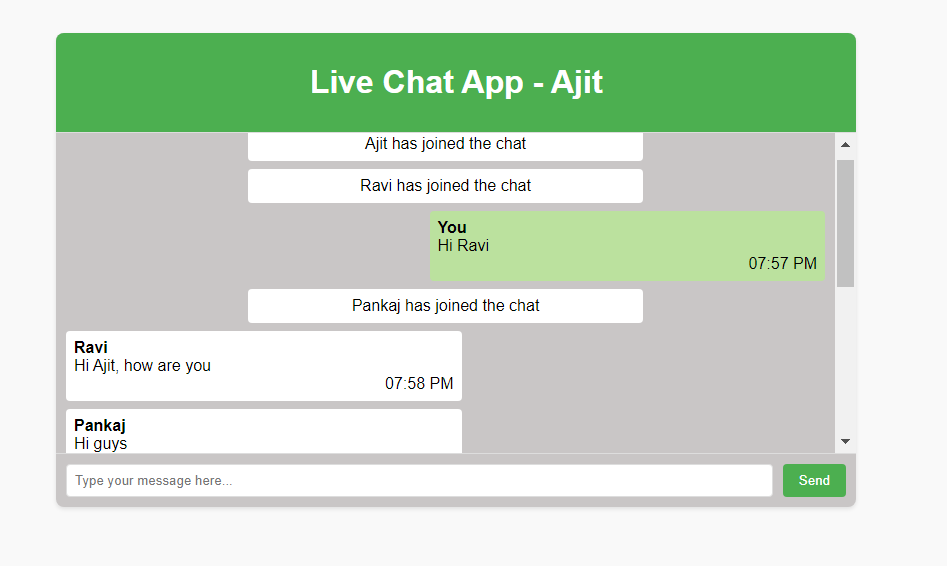 Live Chat App - Ajit
Ajit has joined the chat
Ravi has joined the chat
You
Hi Ravi
07:57 PM
Pankaj has joined the chat
Ravi
Hi Ajit, how are you
07:58 PM
Pankaj
Hi guys
Type your message here...
Send